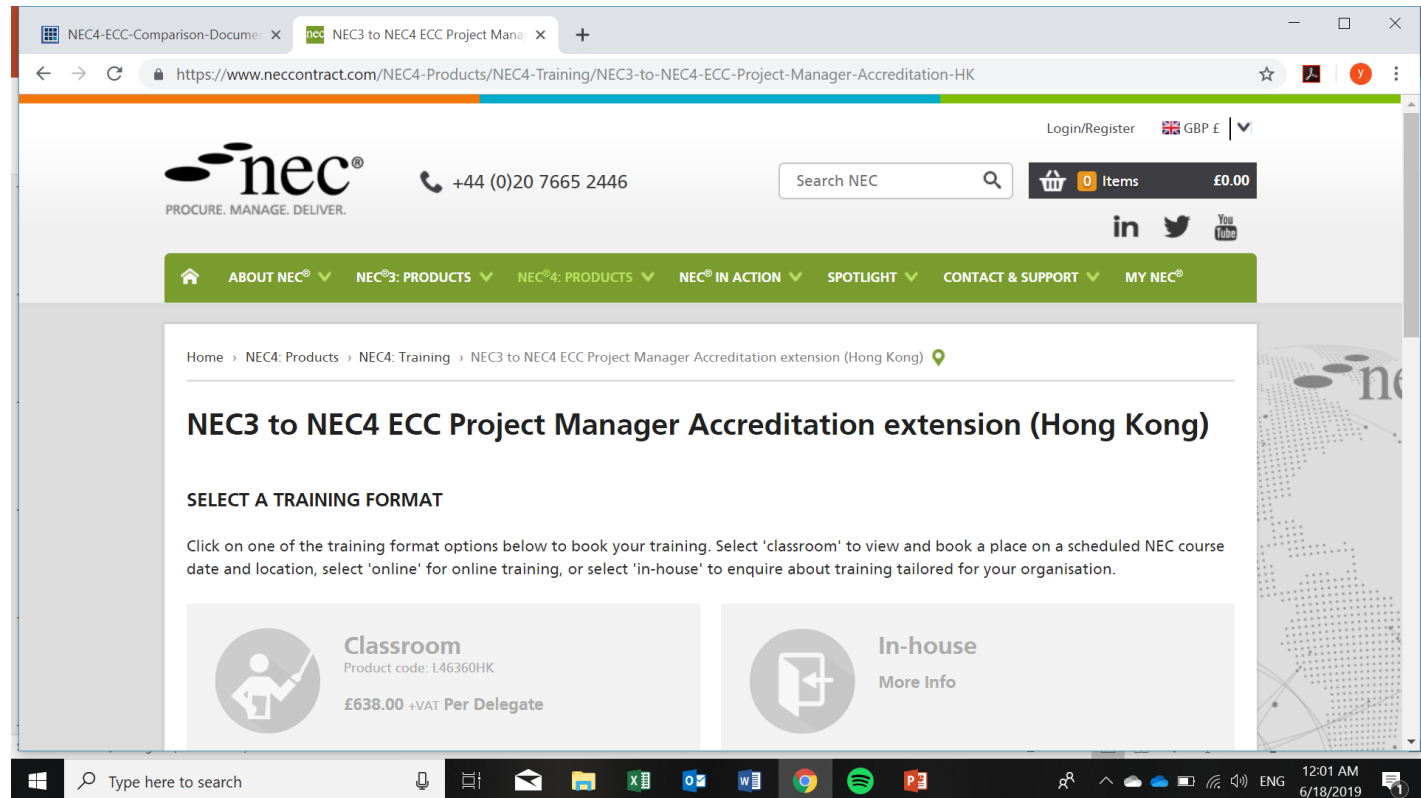 NEC4-ECC-Comparison-Documen
nec NEC3 to NEC4 ECC Project Mana
https://www.neccontract.com/NEC4-Products/NEC4-Training/NEC3-to-NEC4-ECC-Project-Manager-Accreditation-HK
y
Login/Register GBP £
nec®
PROCURE. MANAGE. DELIVER.
+44 (0)20 7665 2446
Search NEC
0 Items £0.00
in
You
Tube
ABOUT NEC® NEC®3: PRODUCTS NEC®4: PRODUCTS NEC® IN ACTION SPOTLIGHT CONTACT & SUPPORT MY NEC®
Home › NEC4: Products › NEC4: Training › NEC3 to NEC4 ECC Project Manager Accreditation extension (Hong Kong)
NEC3 to NEC4 ECC Project Manager Accreditation extension (Hong Kong)
SELECT A TRAINING FORMAT
Click on one of the training format options below to book your training. Select 'classroom' to view and book a place on a scheduled NEC course
date and location, select 'online' for online training, or select 'in-house' to enquire about training tailored for your organisation.
Classroom
Product code: L46360HK
£638.00 +VAT Per Delegate
In-house
More Info
Type here to search
ENG
12:01 AM
6/18/2019
1